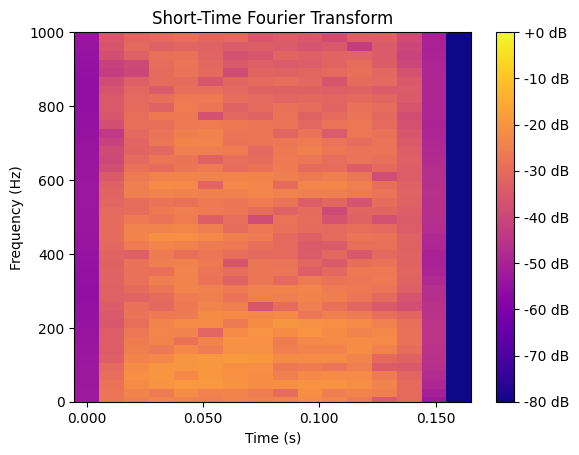 Short-Time Fourier Transform
Frequency (Hz)
1000
800
600
400
200
0
0.000
0.050
0.100
0.150
Time (s)
+0 dB
-10 dB
-20 dB
-30 dB
-40 dB
-50 dB
-60 dB
-70 dB
-80 dB